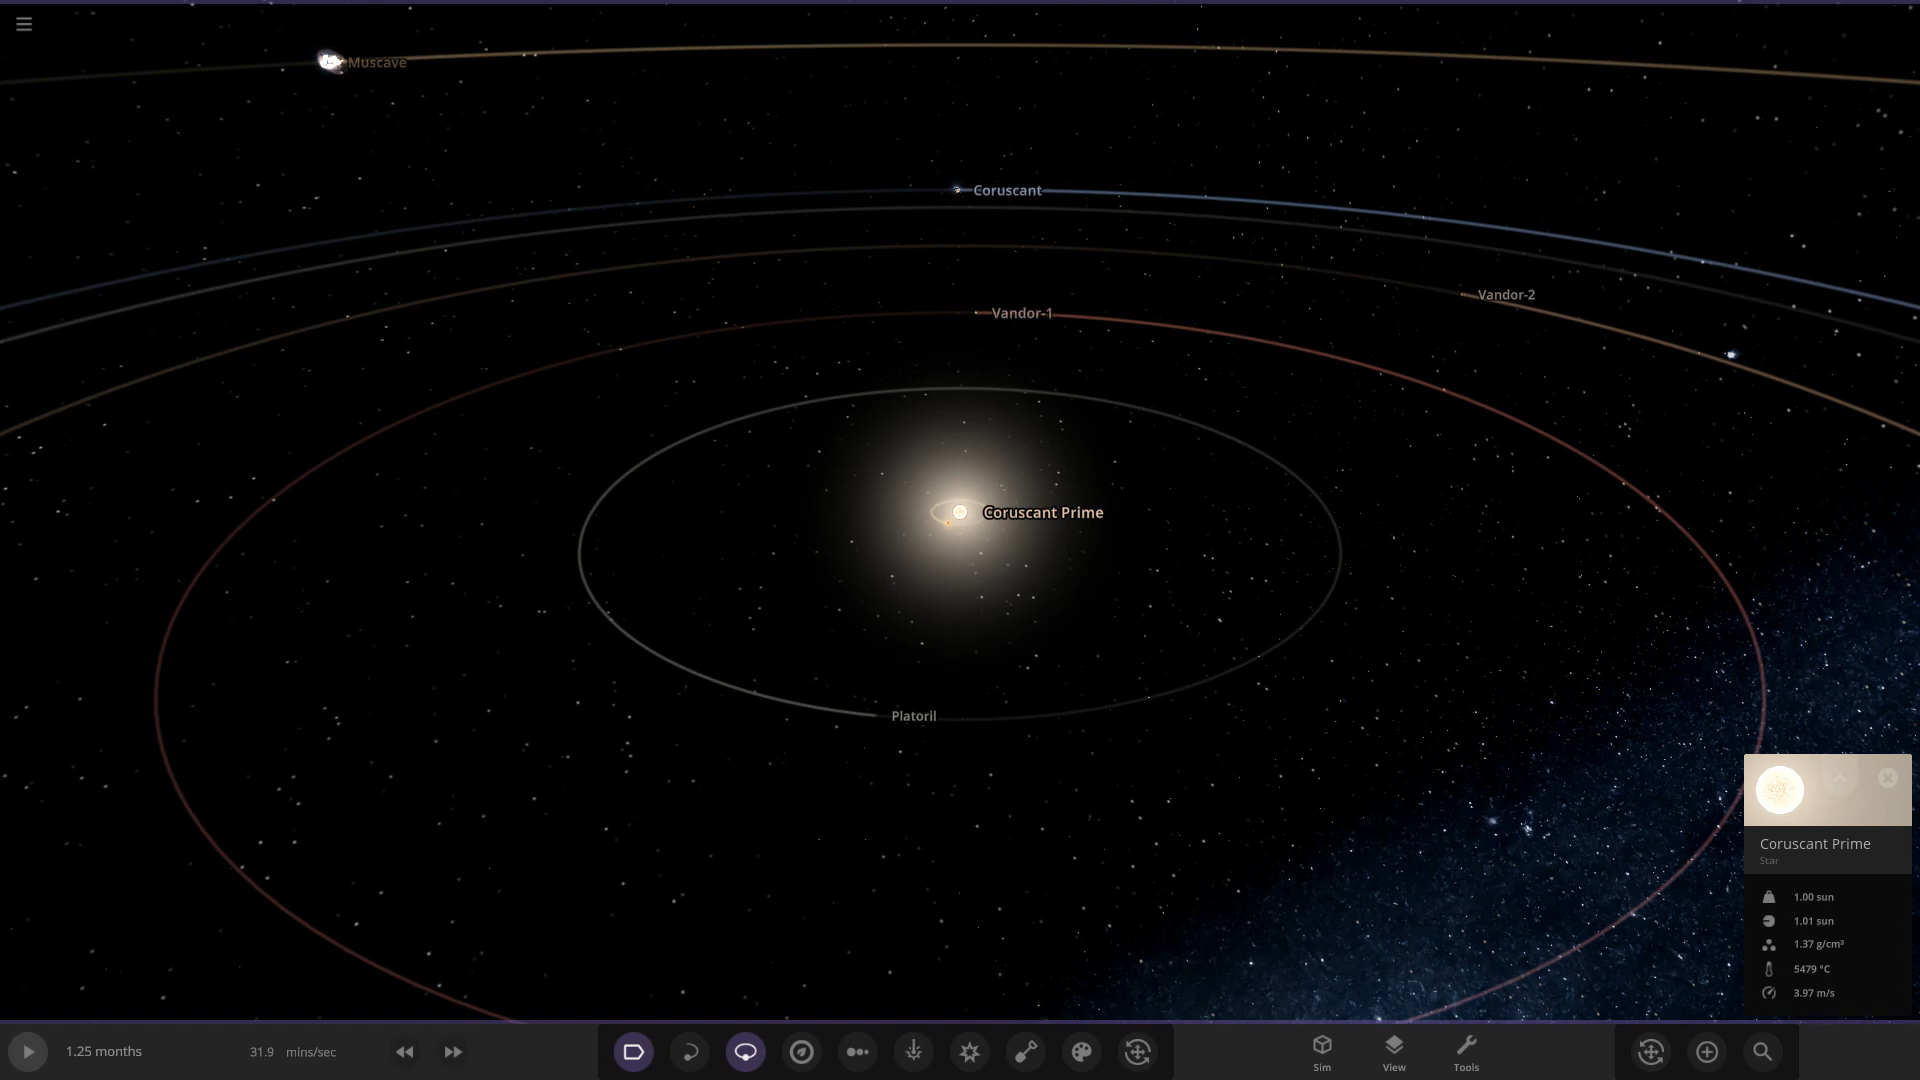 Muscave
Coruscant
Vandor-2
Vandor-1
Coruscant Prime
Platoril
Coruscant Prime
Star
1.00 sun
1.01 sun
1.37 g/cm³
5479 °C
3.97 m/s
1.25 months
31.9 mins/sec
Sim
View
Tools